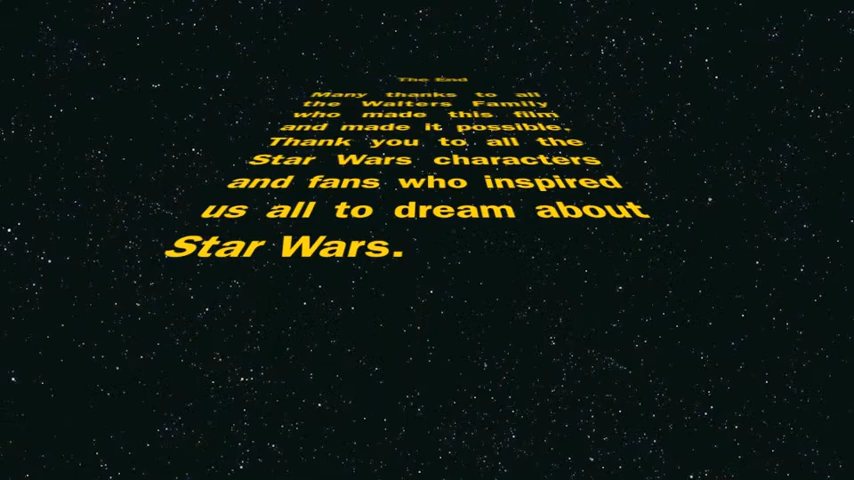 The End
Many thanks to all
the Walters Family
who made this film
and made it possible.
Thank you to all the
Star Wars characters
and fans who inspired
us all to dream about
Star Wars.